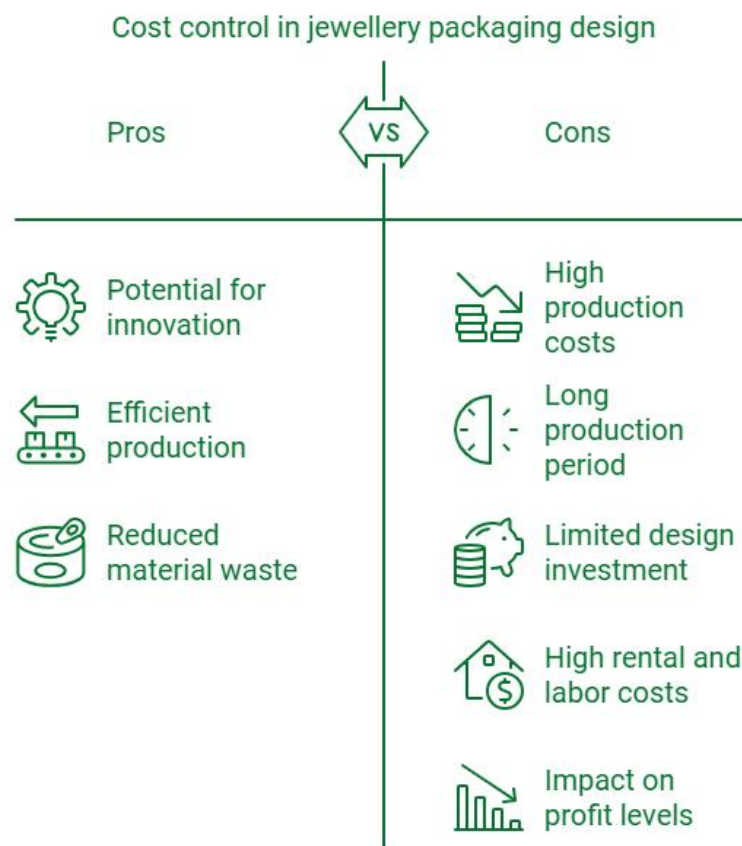 Cost control in jewellery packaging design
Pros
VS
Cons
Potential for
innovation
Efficient
production
Reduced
material waste
High
production
costs
Long
production
period
Limited design
investment
High rental and
labor costs
$
Impact on
profit levels